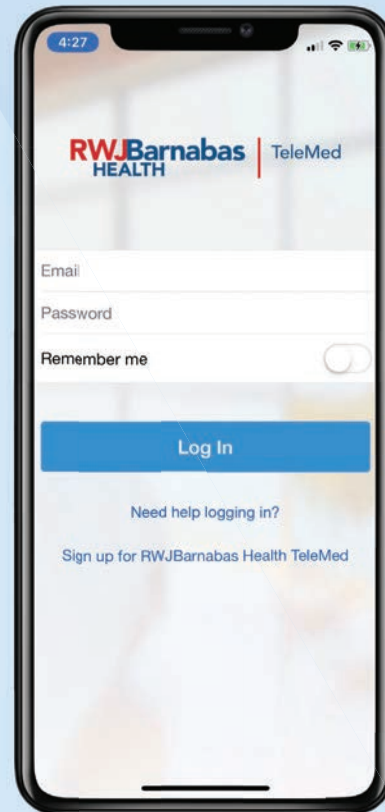 4:27
RWJBarnabas | TeleMed
HEALTH
Email
Password
Remember me
Log In
Need help logging in?
Sign up for RWJBarnabas Health TeleMed